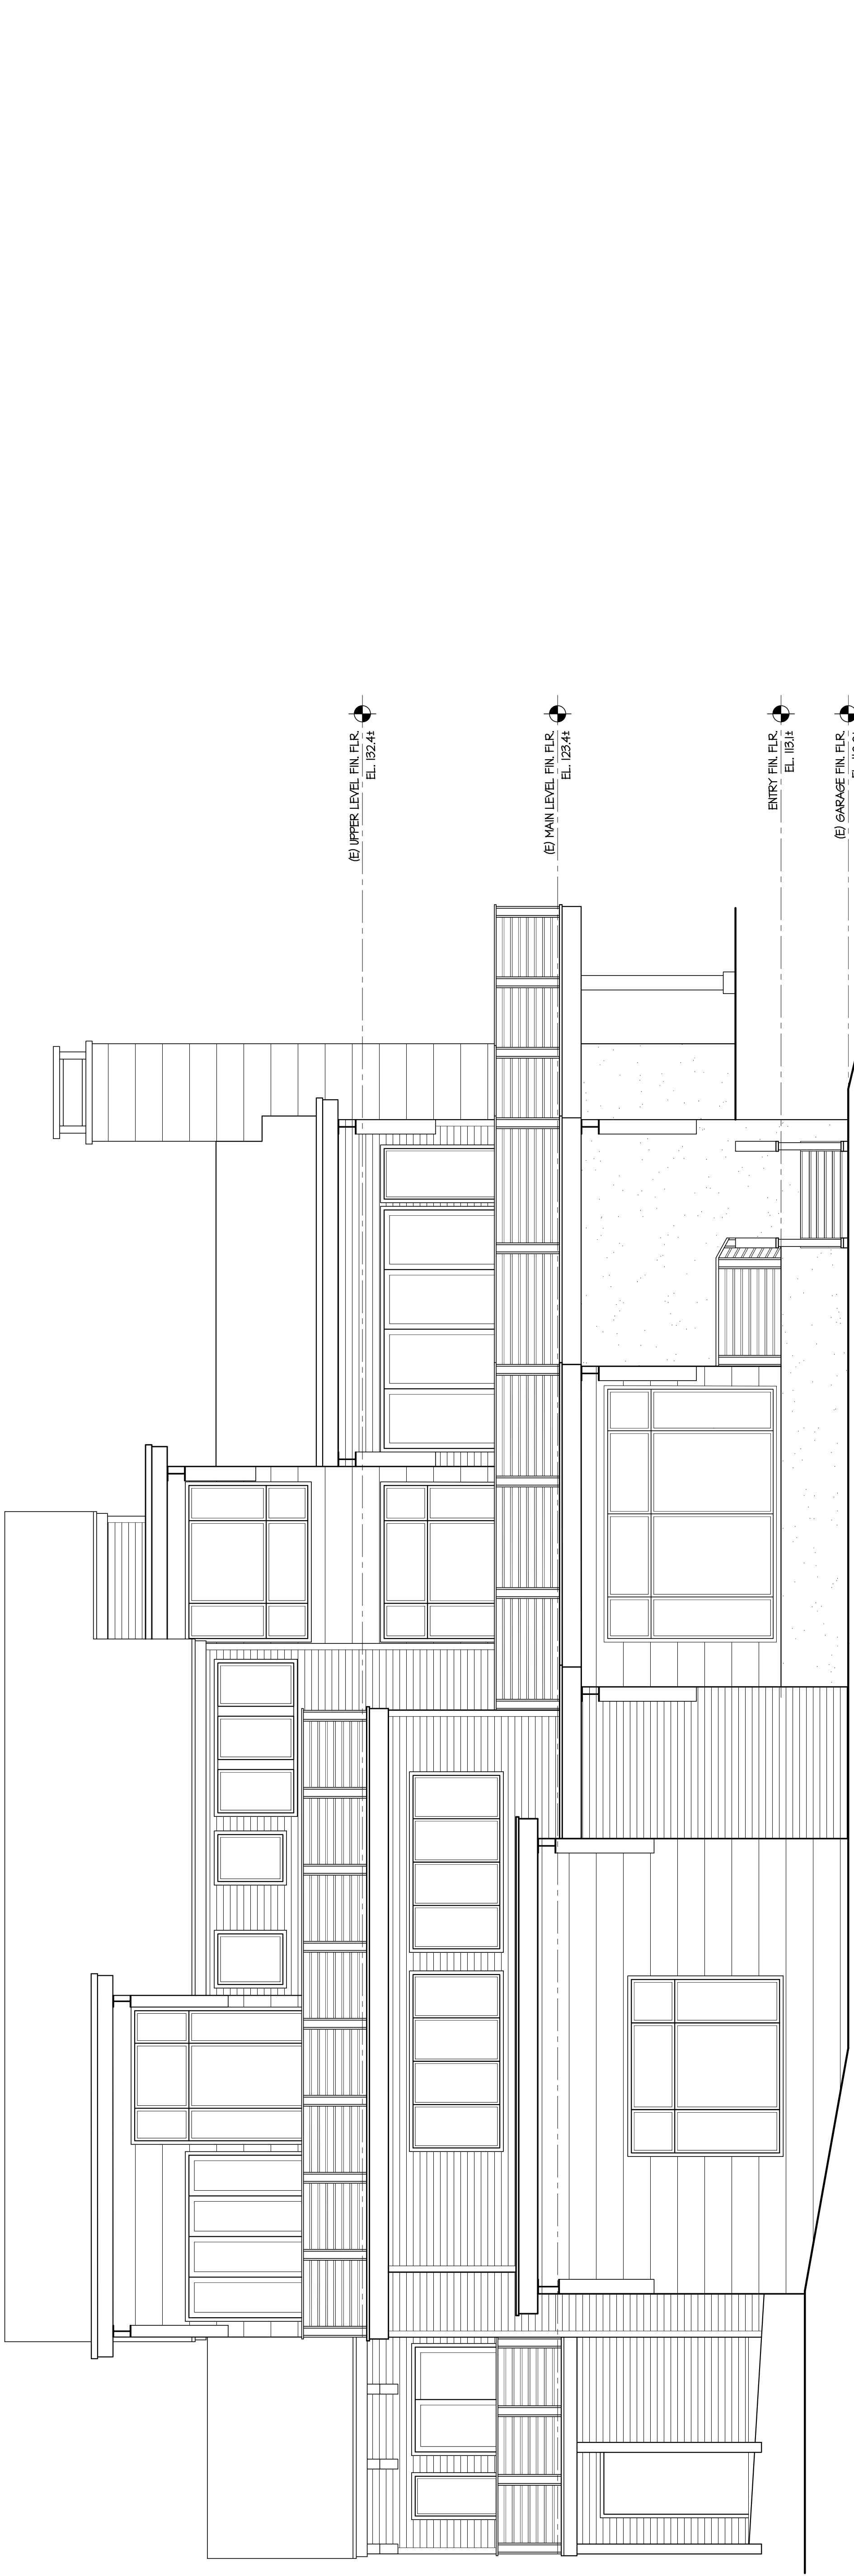 (E) UPPER LEVEL FIN. FLR.
EL. 132.4±
(E) MAIN LEVEL FIN. FLR.
EL. 123.4±
ENTRY FIN. FLR.
EL. 113.1±
(E) GARAGE FIN. FLR.